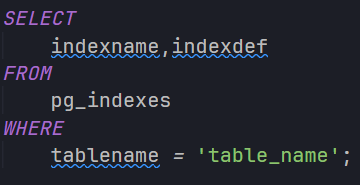 SELECT
    indexname,indexdef
FROM
    pg_indexes
WHERE
    tablename = 'table_name';